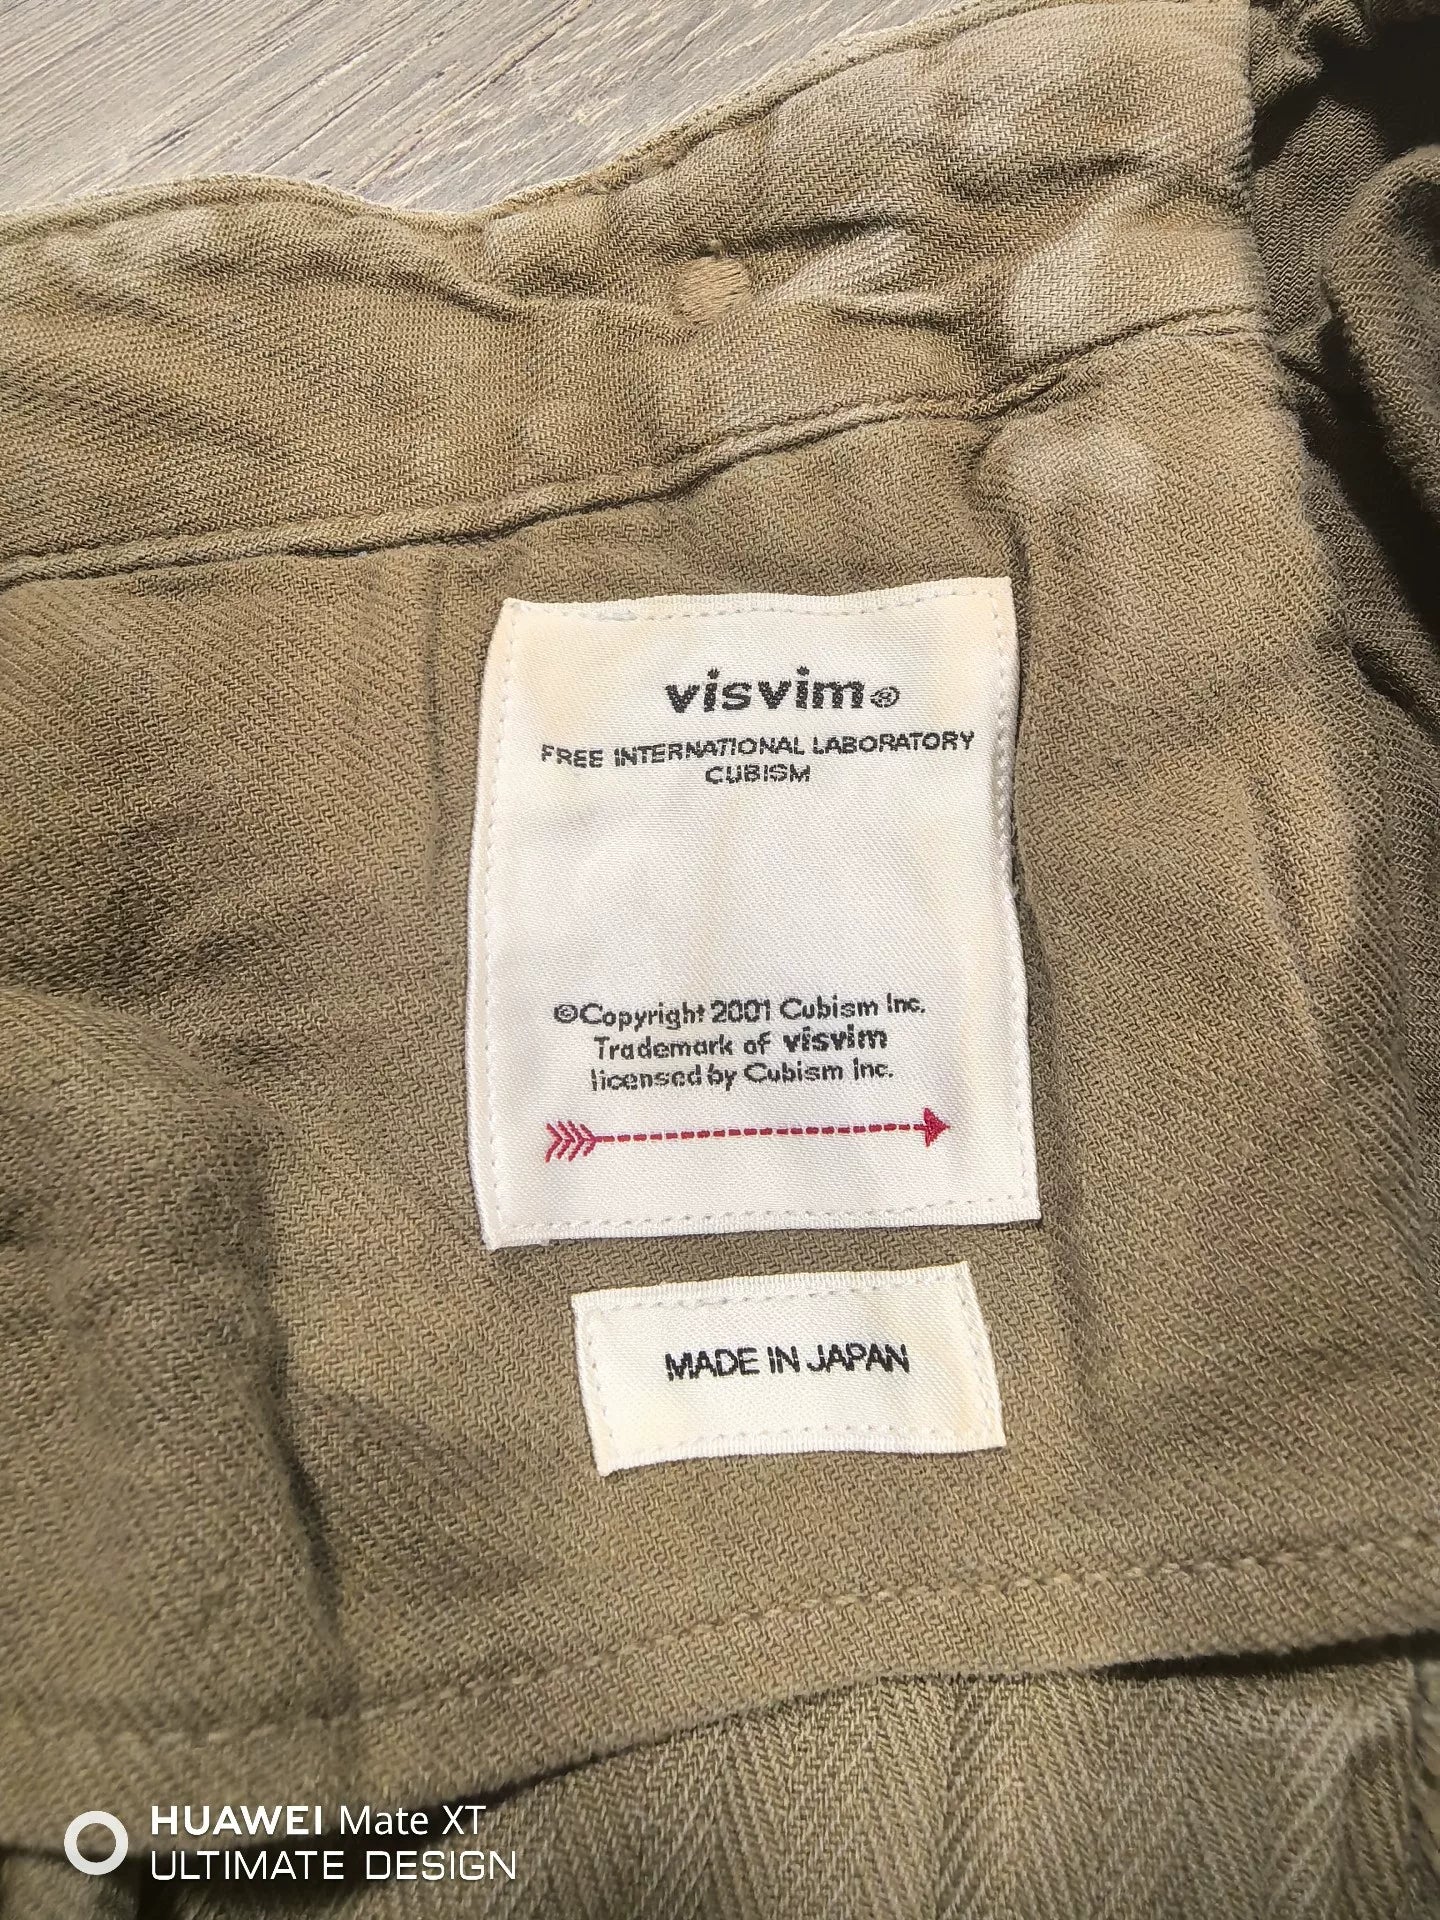 visvim®
FREE INTERNATIONAL LABORATORY
CUBISM
©Copyright 2001 Cubism Inc.
Trademark of visvim
licensed by Cubism Inc.
MADE IN JAPAN
HUAWEI Mate XT
ULTIMATE DESIGN